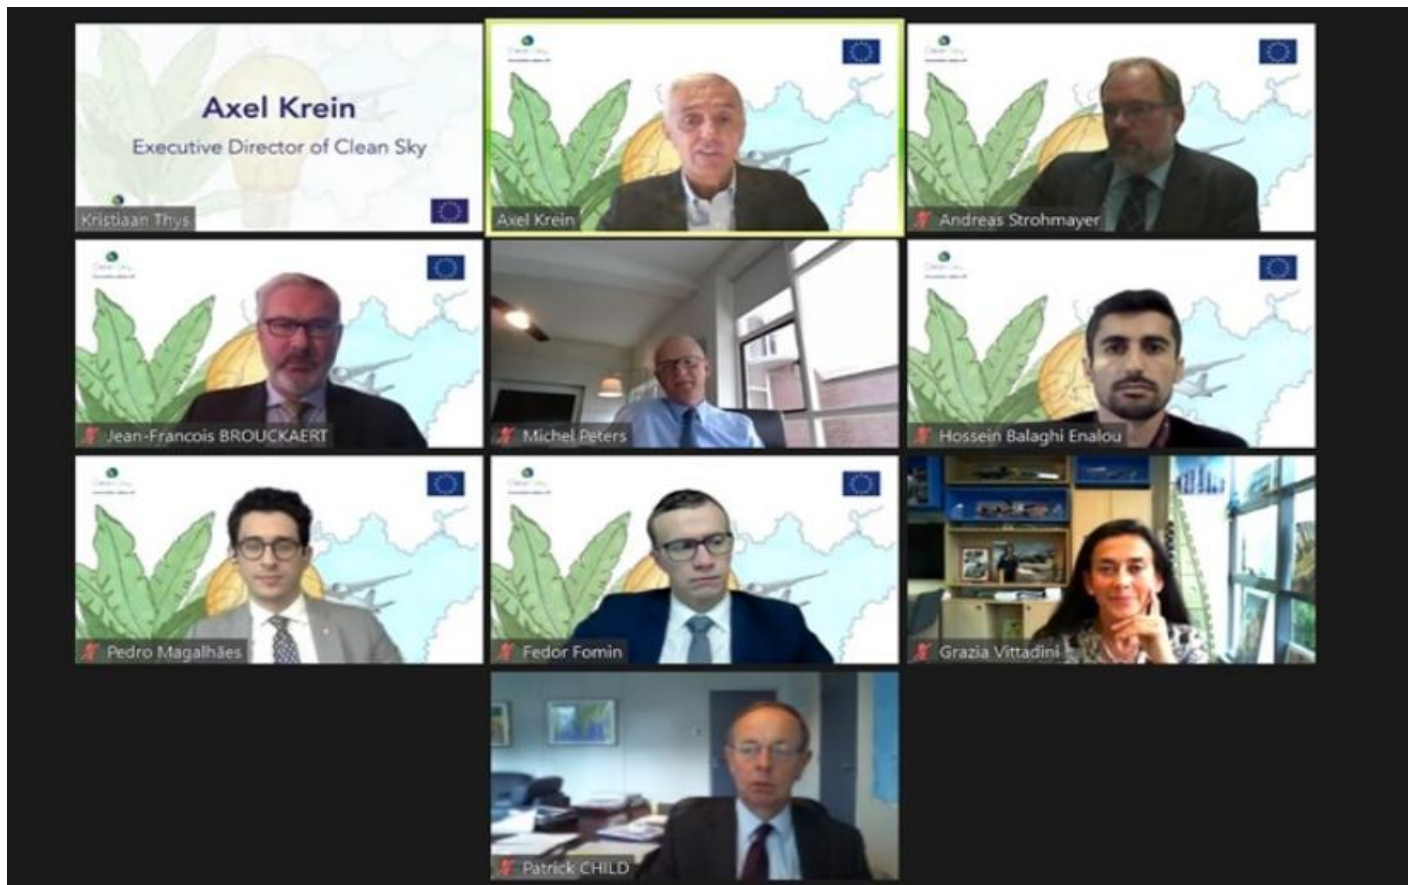 Axel Krein
Executive Director of Clean Sky
Kristiaan Thys
Axel Krein
Andreas Strohmayer
Jean-Francois BROUCKAERT
Michel Peters
Hossein Balaghi Enalou
Pedro Magalhães
Fedor Fomin
Grazia Vittadini
Patrick CHILD